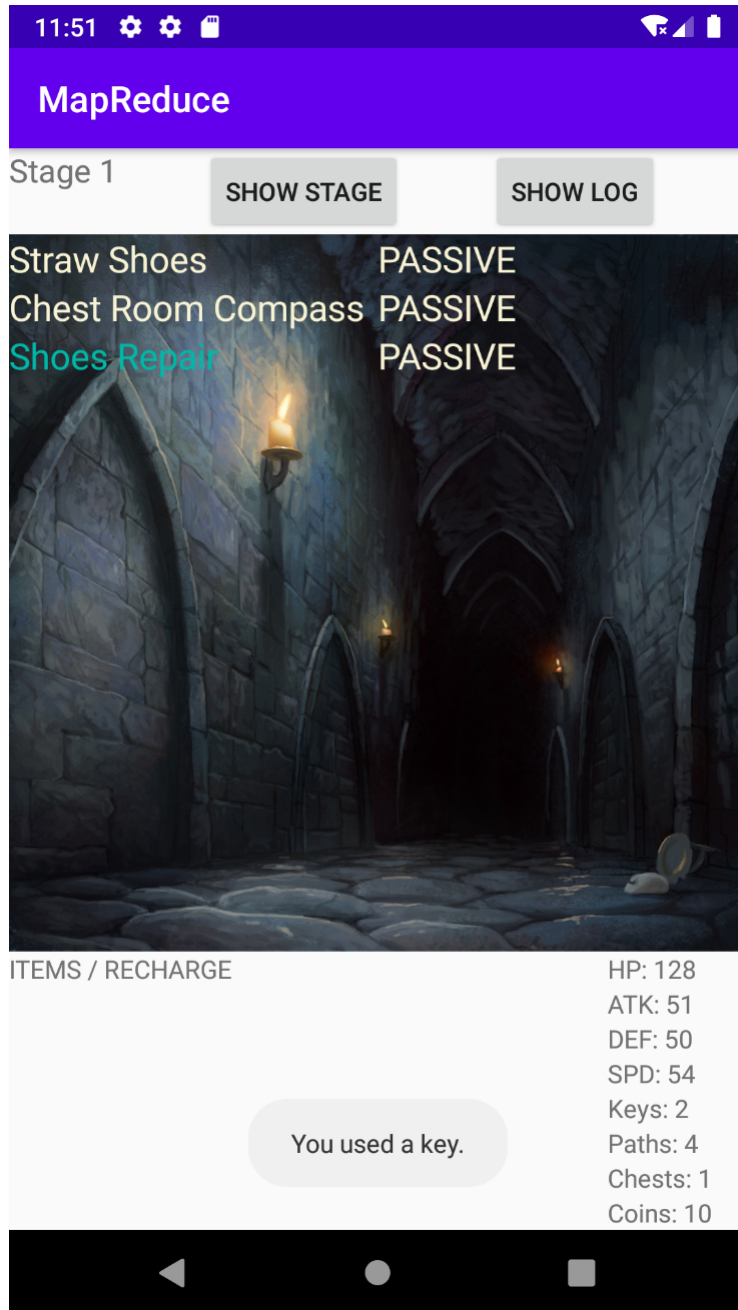 11:51
MapReduce
Stage 1
SHOW STAGE
SHOW LOG
Straw Shoes PASSIVE
Chest Room Compass PASSIVE
Shoes Repair PASSIVE
ITEMS / RECHARGE
HP: 128
ATK: 51
DEF: 50
SPD: 54
Keys: 2
You used a key.
Paths: 4
Chests: 1
Coins: 10